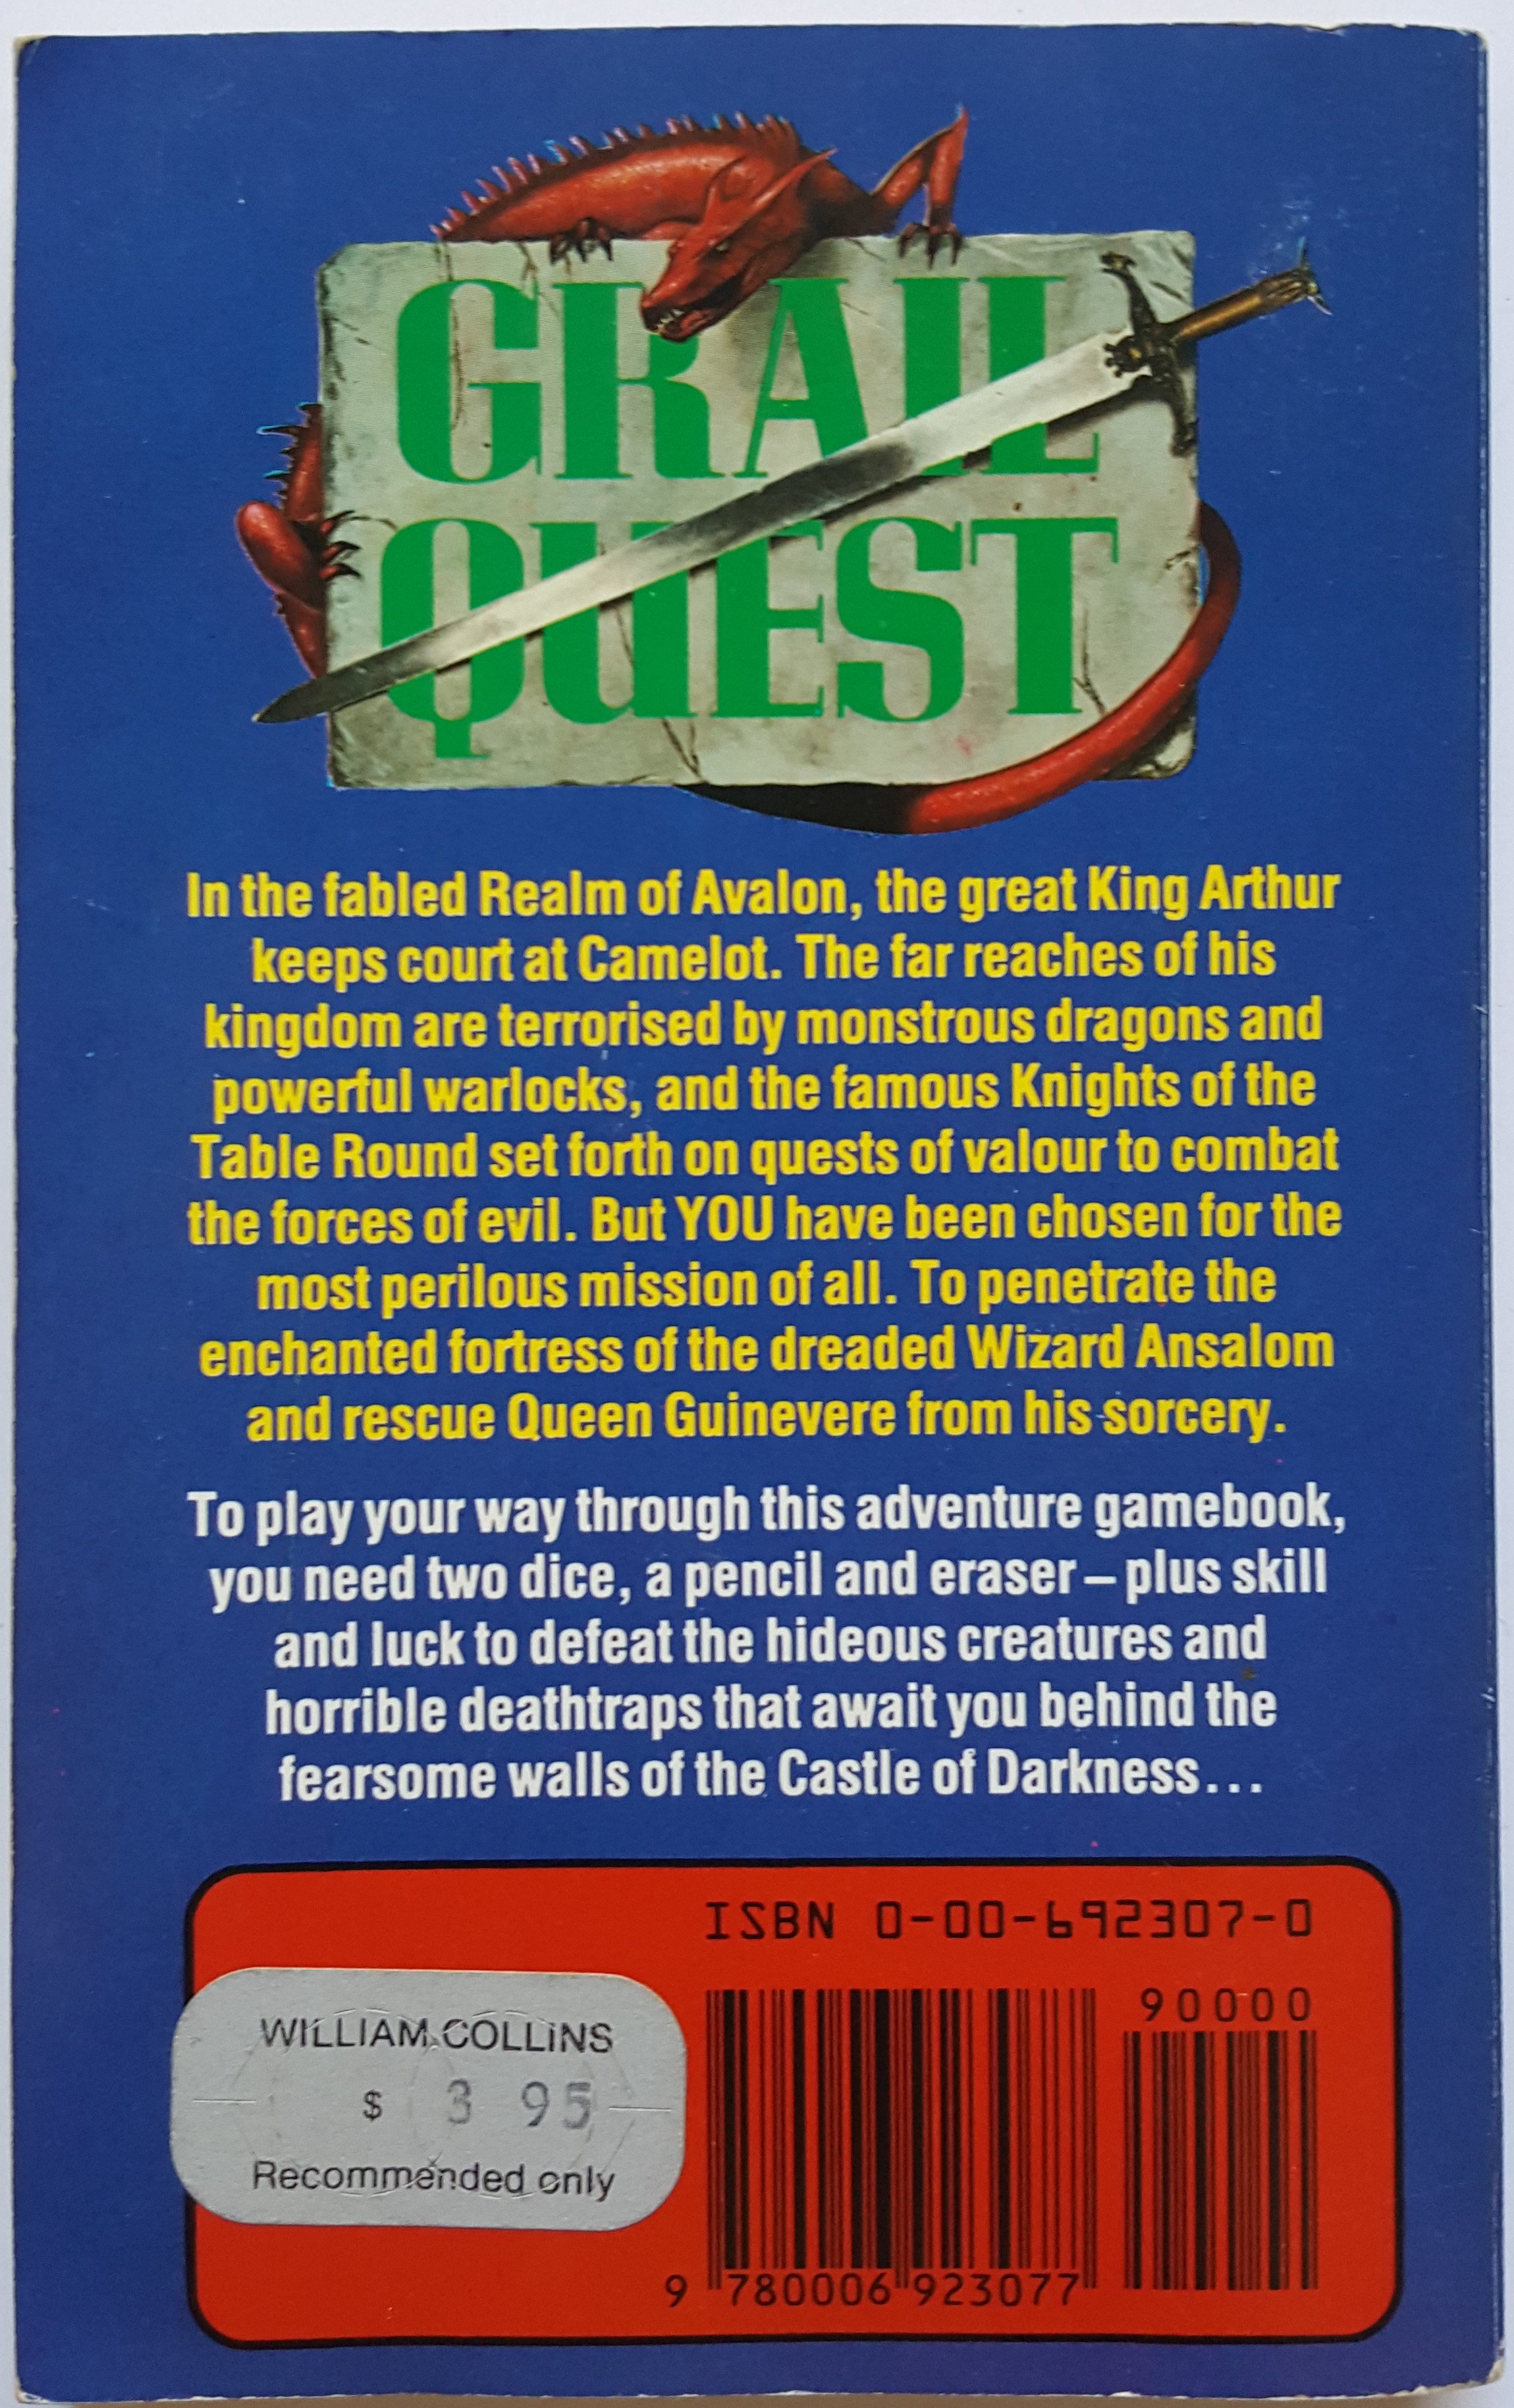 GRAIL
QUEST
In the fabled Realm of Avalon, the great King Arthur
keeps court at Camelot. The far reaches of his
kingdom are terrorised by monstrous dragons and
powerful warlocks, and the famous Knights of the
Table Round set forth on quests of valour to combat
the forces of evil. But YOU have been chosen for the
most perilous mission of all. To penetrate the
enchanted fortress of the dreaded Wizard Ansalom
and rescue Queen Guinevere from his sorcery.
To play your way through this adventure gamebook,
you need two dice, a pencil and eraser – plus skill
and luck to defeat the hideous creatures and
horrible deathtraps that await you behind the
fearsome walls of the Castle of Darkness...
ISBN 0-00-692307-0
90000
WILLIAM COLLINS
$ 3 95
Recommended only
9 780006 923077